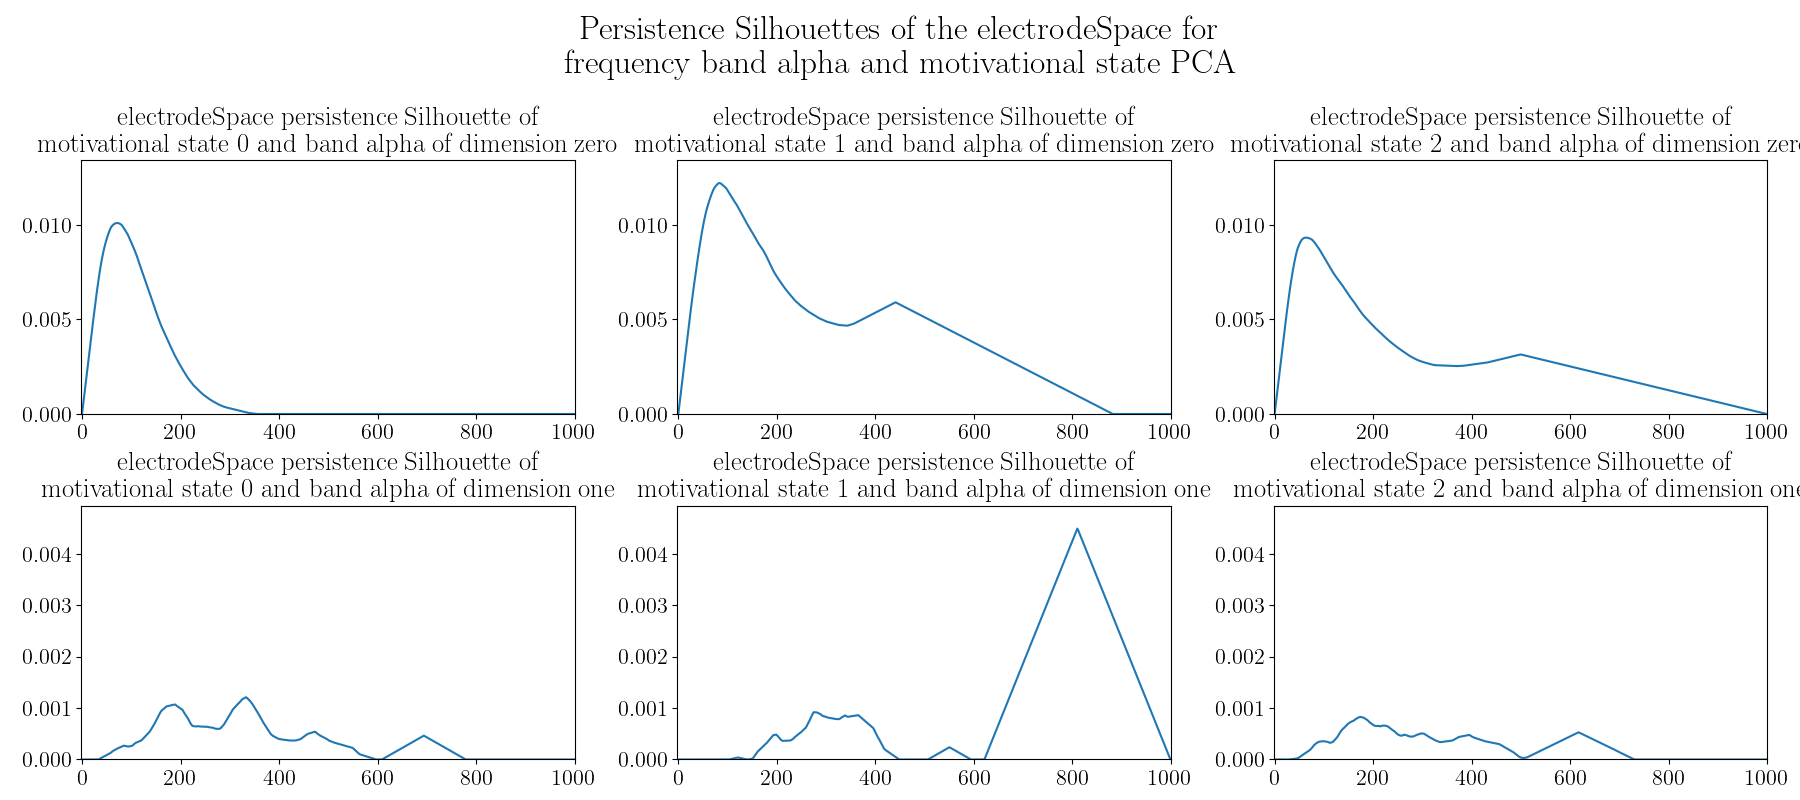 Persistence Silhouettes of the electrodeSpace for
frequency band alpha and motivational state PCA
electrodeSpace persistence Silhouette of
motivational state 0 and band alpha of dimension zero
0.010
0.005
0.000
0 200 400 600 800 1000
electrodeSpace persistence Silhouette of
motivational state 1 and band alpha of dimension zero
0.010
0.005
0.000
0 200 400 600 800 1000
electrodeSpace persistence Silhouette of
motivational state 2 and band alpha of dimension zero
0.010
0.005
0.000
0 200 400 600 800 1000
electrodeSpace persistence Silhouette of
motivational state 0 and band alpha of dimension one
0.004
0.003
0.002
0.001
0.000
0 200 400 600 800 1000
electrodeSpace persistence Silhouette of
motivational state 1 and band alpha of dimension one
0.004
0.003
0.002
0.001
0.000
0 200 400 600 800 1000
electrodeSpace persistence Silhouette of
motivational state 2 and band alpha of dimension one
0.004
0.003
0.002
0.001
0.000
0 200 400 600 800 1000